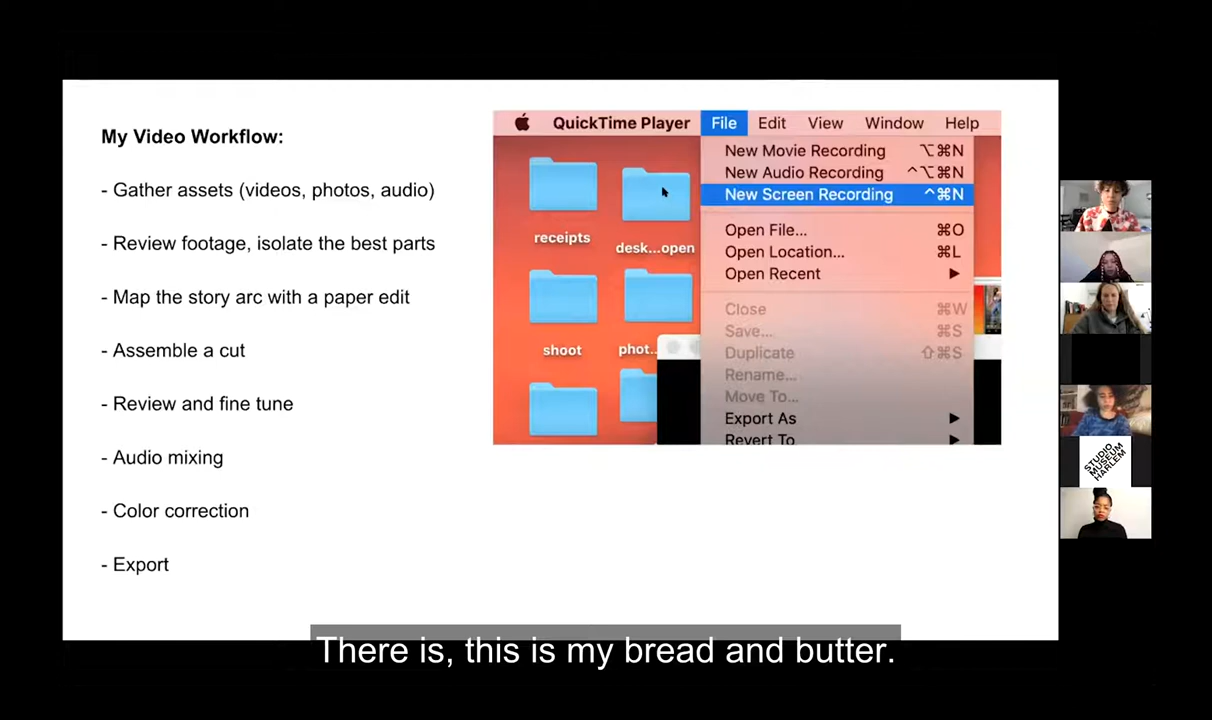 My Video Workflow:
- Gather assets (videos, photos, audio)
- Review footage, isolate the best parts
- Map the story arc with a paper edit
- Assemble a cut
- Review and fine tune
- Audio mixing
- Color correction
- Export
QuickTime Player File Edit View Window Help
New Movie Recording ⌥⌘N
New Audio Recording ^⌥⌘N
New Screen Recording ^⌘N
Open File... ⌘O
Open Location... ⌘L
Open Recent
Close ⌘W
Save... ⌘S
Duplicate ⇧⌘S
Rename...
Move To...
Export As
Revert To
receipts
desk...open
shoot
phot...
STUDIO
MUSEUM
HARLEM
There is, this is my bread and butter.